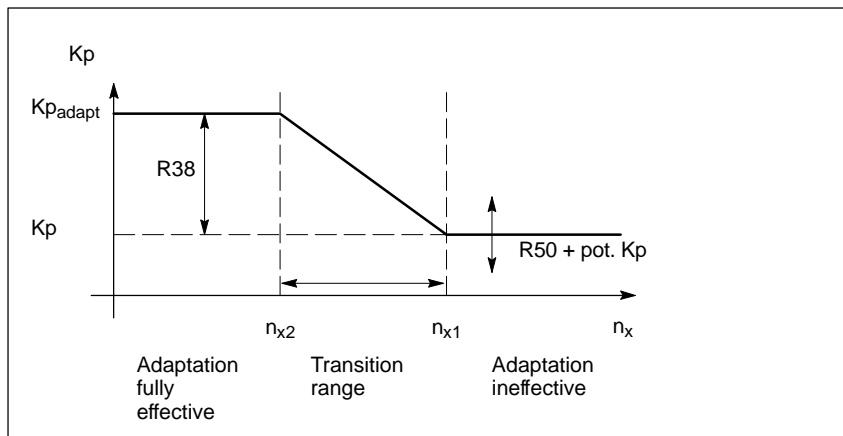 Kp
Kpadapt
R38
Kp
R50 + pot. Kp
nx2
nx1
nx
Adaptation
fully
effective
Transition
range
Adaptation
ineffective